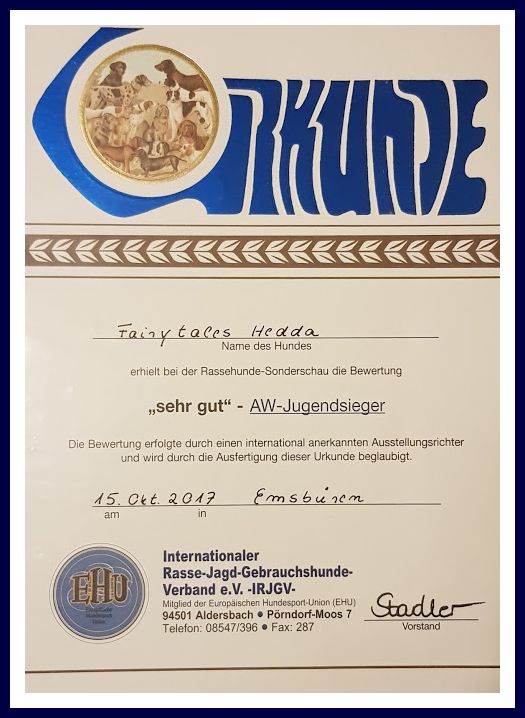 URKUNDE
Fairytales Hedda
Name des Hundes
erhielt bei der Rassehunde-Sonderschau die Bewertung
„sehr gut“ - AW-Jugendsieger
Die Bewertung erfolgte durch einen international anerkannten Ausstellungsrichter
und wird durch die Ausfertigung dieser Urkunde beglaubigt.
15. Okt. 2017 Emsbüren
am in
EHU
Europäische
Hundesport
Union
Internationaler
Rasse-Jagd-Gebrauchshunde-
Verband e.V. -IRJGV-
Mitglied der Europäischen Hundesport-Union (EHU)
94501 Aldersbach • Pörndorf-Moos 7
Telefon: 08547/396 • Fax: 287
Stadler
Vorstand